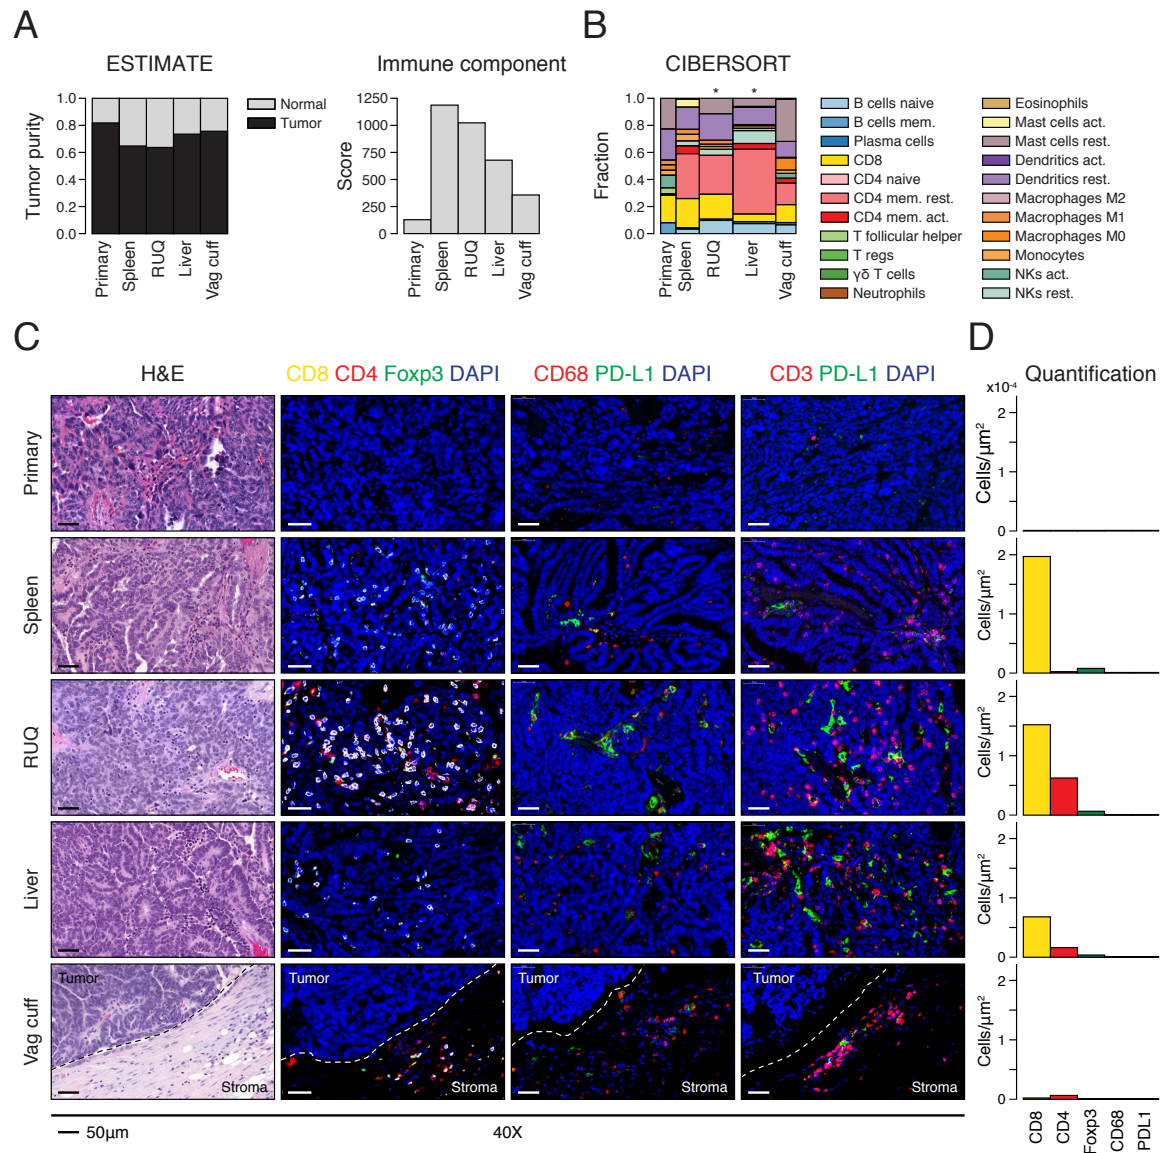 A
B
ESTIMATE
Immune component
CIBERSORT
Tumor purity
1.0
0.8
0.6
0.4
0.2
0.0
Primary
Spleen
RUQ
Liver
Vag cuff
Normal
Tumor
Score
1250
1000
750
500
250
0
Primary
Spleen
RUQ
Liver
Vag cuff
Fraction
1.0
0.8
0.6
0.4
0.2
0.0
* *
Primary
Spleen
RUQ
Liver
Vag cuff
B cells naive
B cells mem.
Plasma cells
CD8
CD4 naive
CD4 mem. rest.
CD4 mem. act.
T follicular helper
T regs
γδ T cells
Neutrophils
Eosinophils
Mast cells act.
Mast cells rest.
Dendritics act.
Dendritics rest.
Macrophages M2
Macrophages M1
Macrophages M0
Monocytes
NKs act.
NKs rest.
C
D
H&E
CD8 CD4 Foxp3 DAPI
CD68 PD-L1 DAPI
CD3 PD-L1 DAPI
Quantification
x10-4
Primary
Cells/µm²
2
1
0
Spleen
Cells/µm²
2
1
0
RUQ
Cells/µm²
2
1
0
Liver
Cells/µm²
2
1
0
Vag cuff
Tumor
Stroma
Tumor
Stroma
Tumor
Stroma
Tumor
Stroma
Cells/µm²
2
1
0
CD8
CD4
Foxp3
CD68
PDL1
50µm
40X